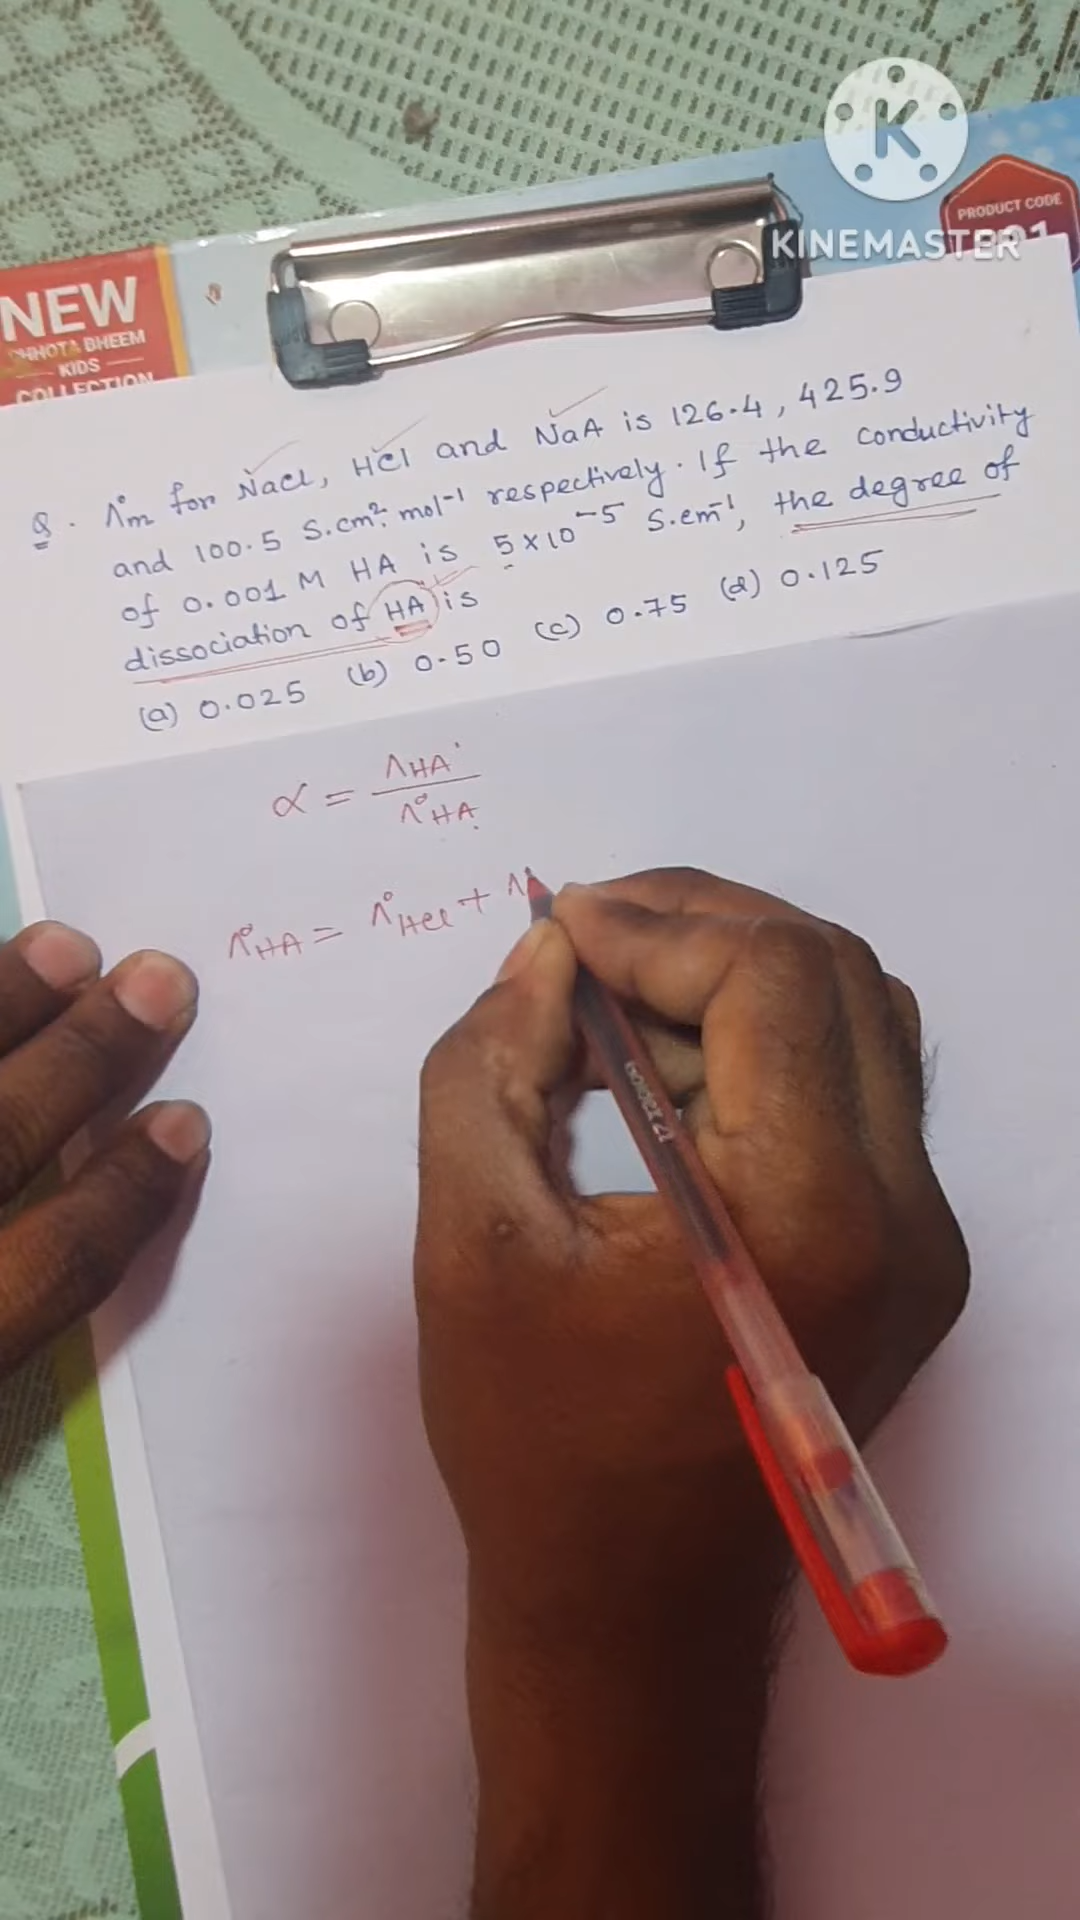 KINEMASTER
PRODUCT CODE
NEW
CHHOTA BHEEM
KIDS
COLLECTION
Q. Λ°m for NaCl, HCl and NaA is 126.4, 425.9
and 100.5 S.cm². mol⁻¹ respectively. If the conductivity
of 0.001 M HA is 5×10⁻⁵ S.cm⁻¹, the degree of
dissociation of HA is
(a) 0.025 (b) 0.50 (c) 0.75 (d) 0.125
α = ΛHA / Λ°HA
Λ°HA = Λ°HCl + Λ